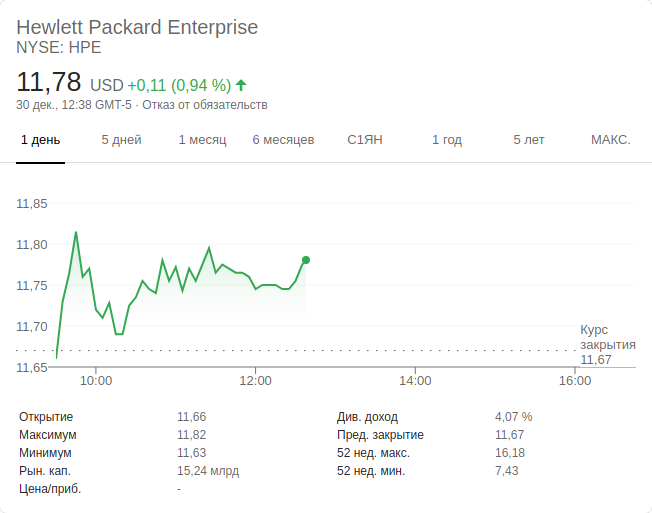 Hewlett Packard Enterprise
NYSE: HPE
11,78 USD +0,11 (0,94 %)
30 дек., 12:38 GMT-5 · Отказ от обязательств
1 день 5 дней 1 месяц 6 месяцев С1ЯН 1 год 5 лет МАКС.
11,85
11,80
11,75
11,70
Курс
закрытия
11,67
11,65
10:00 12:00 14:00 16:00
Открытие 11,66 Див. доход 4,07 %
Максимум 11,82 Пред. закрытие 11,67
Минимум 11,63 52 нед. макс. 16,18
Рын. кап. 15,24 млрд 52 нед. мин. 7,43
Цена/приб. -